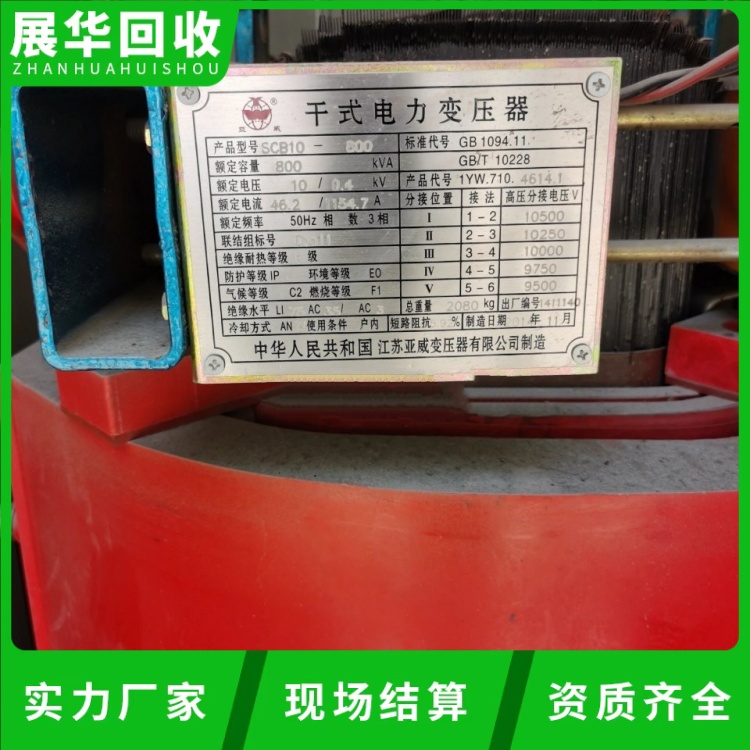 展华回收
ZHANHUAHUISHOU
干式电力变压器
亚威
产品型号 SCB10 - 800
额定容量 800 kVA
额定电压 10 / 0.4 kV
额定电流 46.2 / 1154.7 A
额定频率 50Hz 相数 3相
联结组标号
绝缘耐热等级 级
防护等级 IP 环境等级 E0
气候等级 C2 燃烧等级 F1
绝缘水平 LI AC AC
冷却方式 AN 使用条件 户内 短路阻抗 % 制造日期 年 11月
标准代号 GB 1094.11
GB/T 10228
产品代号 1YW.710. 4614.1
分接位置 接法 高压分接电压 V
I 1-2 10500
II 2-3 10250
III 3-4 10000
IV 4-5 9750
V 5-6 9500
总重量 2080 kg 出厂编号 1411140
中华人民共和国 江苏亚威变压器有限公司制造
实力厂家
现场结算
资质齐全